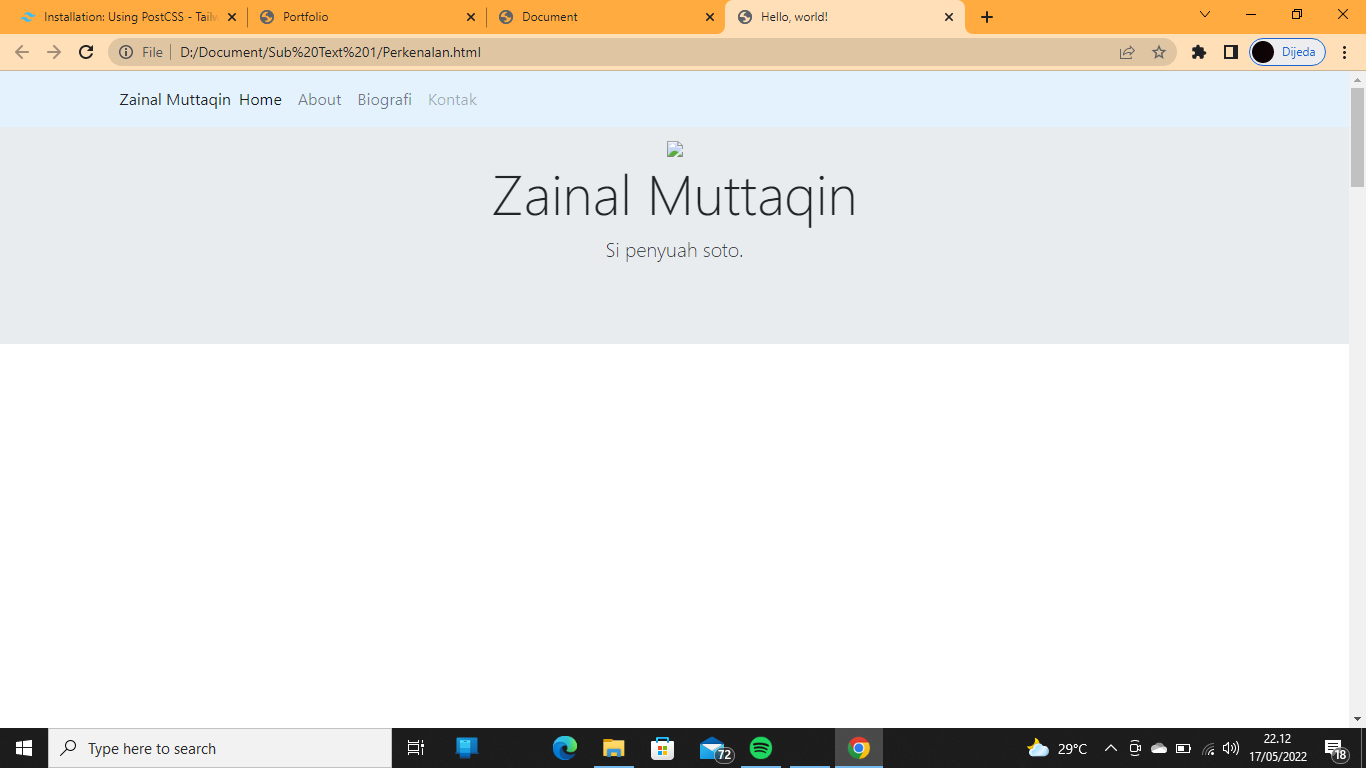 Installation: Using PostCSS - Tailw
Portfolio
Document
Hello, world!
File
D:/Document/Sub%20Text%201/Perkenalan.html
Dijeda
Zainal Muttaqin Home About Biografi Kontak
Zainal Muttaqin
Si penyuah soto.
Type here to search
72
29°C
22.12
17/05/2022
18